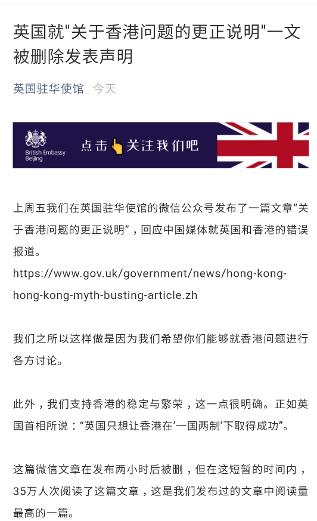 英国就"关于香港问题的更正说明"一文
被删除发表声明
英国驻华使馆 今天
British Embassy
Beijing
点击👆关注我们吧
上周五我们在英国驻华使馆的微信公众号发布了一篇文章“关
于香港问题的更正说明”，回应中国媒体就英国和香港的错误
报道。
https://www.gov.uk/government/news/hong-kong-
hong-kong-myth-busting-article.zh
我们之所以这样做是因为我们希望你们能够就香港问题进行
各方讨论。
此外，我们支持香港的稳定与繁荣，这一点很明确。正如英
国首相所说：“英国只想让香港在‘一国两制’下取得成功”。
这篇微信文章在发布两小时后被删，但在这短暂的时间内，
35万人次阅读了这篇文章，这是我们发布过的文章中阅读量
最高的一篇。